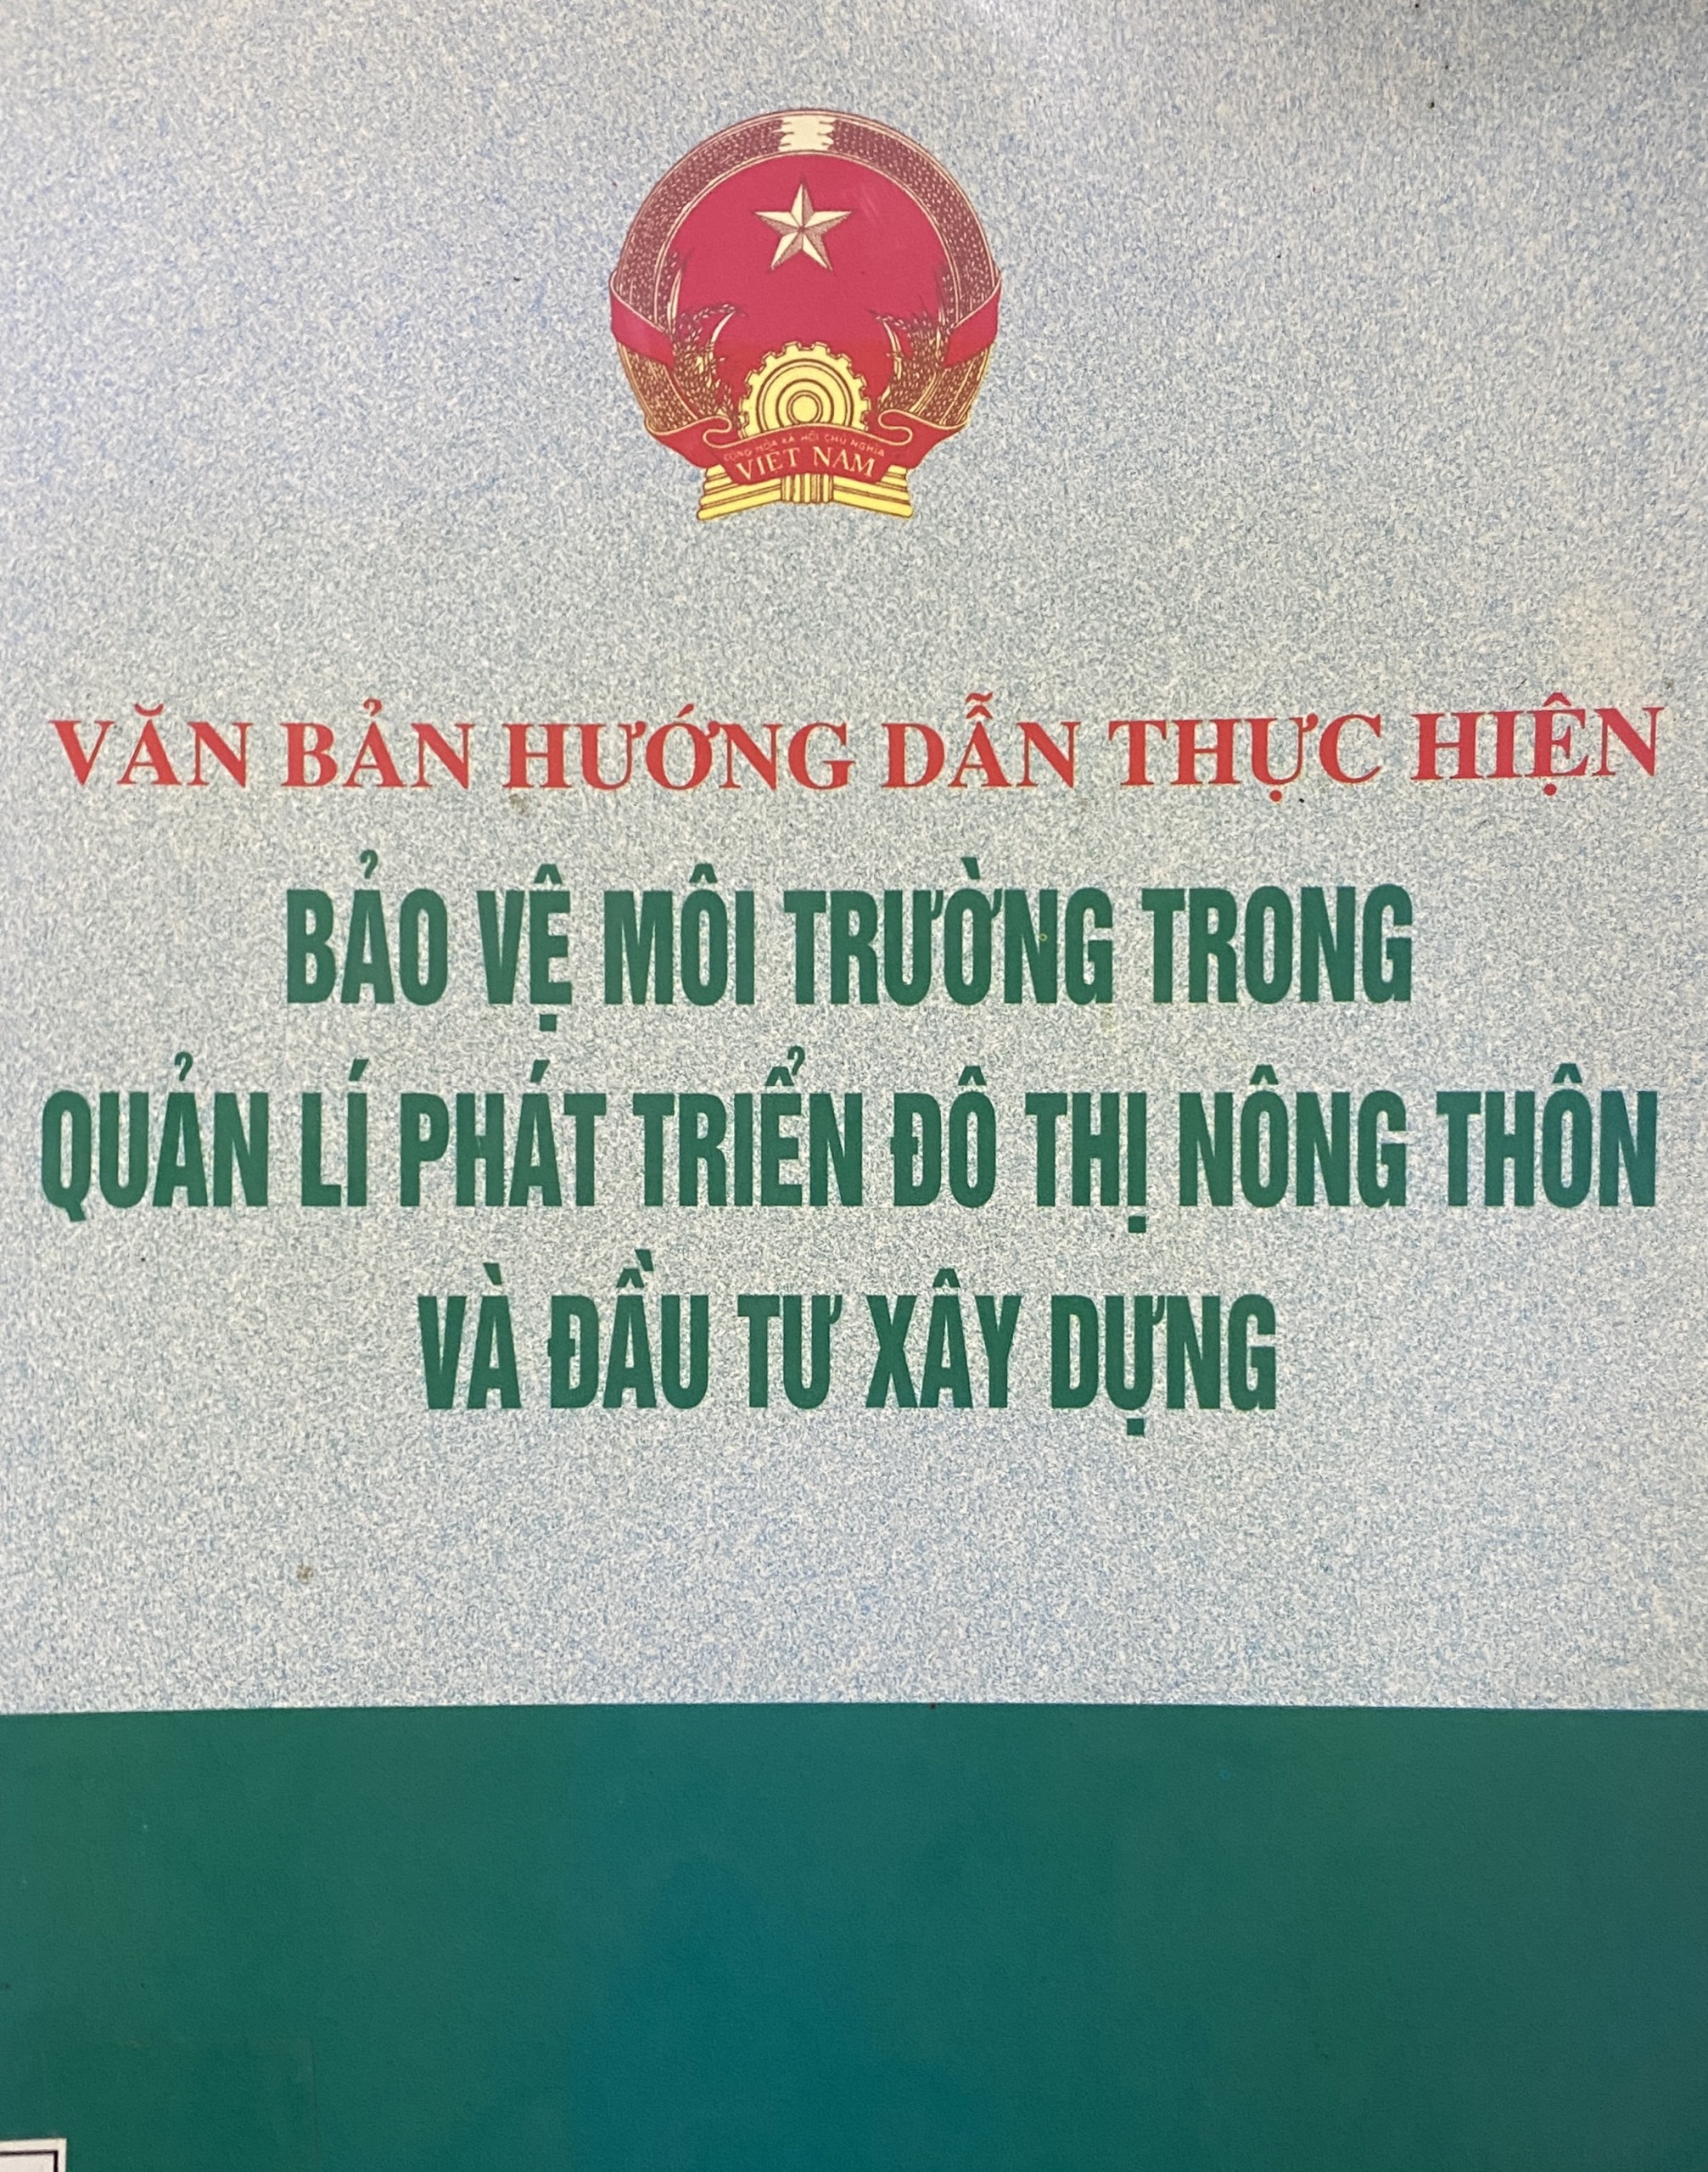 CỘNG HÒA XÃ HỘI CHỦ NGHĨA
VIỆT NAM
VĂN BẢN HƯỚNG DẪN THỰC HIỆN
BẢO VỆ MÔI TRƯỜNG TRONG
QUẢN LÍ PHÁT TRIỂN ĐÔ THỊ NÔNG THÔN
VÀ ĐẦU TƯ XÂY DỰNG